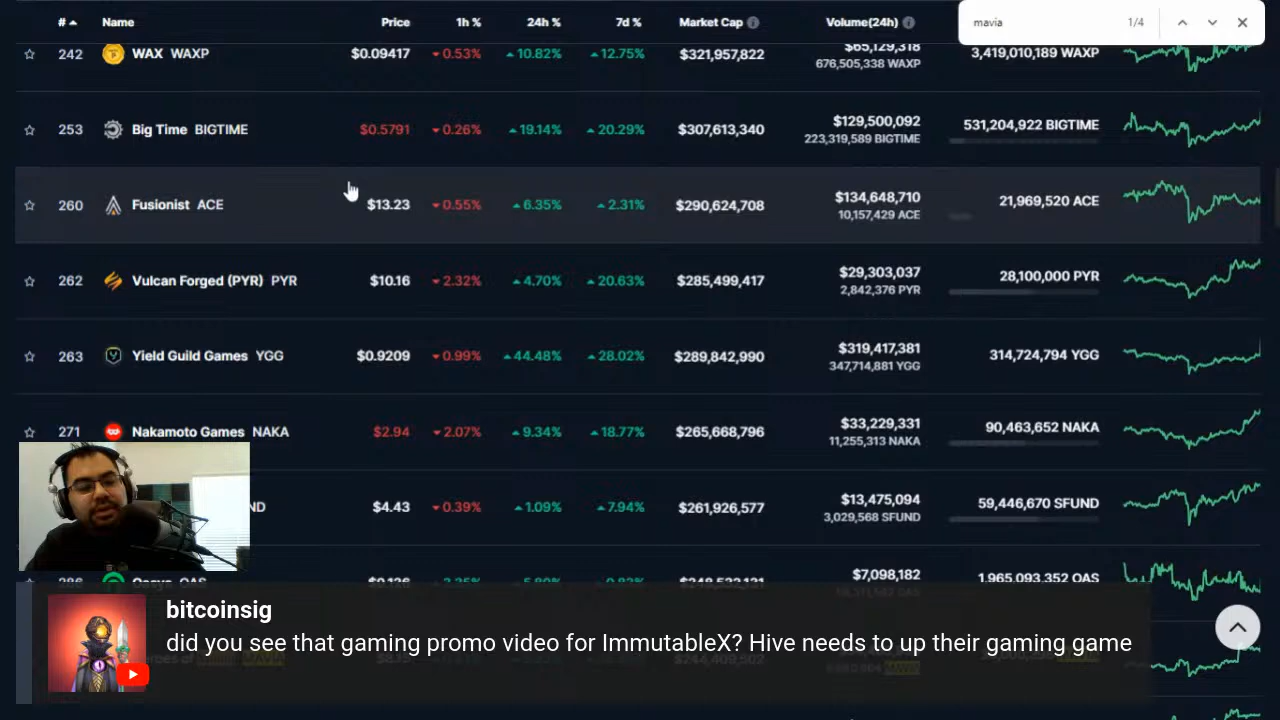 # Name Price 1h % 24h % 7d % Market Cap Volume(24h)
mavia 1/4
242 WAX WAXP $0.09417 0.53% 10.82% 12.75% $321,957,822 $65,129,318 3,419,010,189 WAXP
676,505,338 WAXP
253 Big Time BIGTIME $0.5791 0.26% 19.14% 20.29% $307,613,340 $129,500,092 531,204,922 BIGTIME
223,319,589 BIGTIME
260 Fusionist ACE $13.23 0.55% 6.35% 2.31% $290,624,708 $134,648,710 21,969,520 ACE
10,157,429 ACE
262 Vulcan Forged (PYR) PYR $10.16 2.32% 4.70% 20.63% $285,499,417 $29,303,037 28,100,000 PYR
2,842,376 PYR
263 Yield Guild Games YGG $0.9209 0.99% 44.48% 28.02% $289,842,990 $319,417,381 314,724,794 YGG
347,714,881 YGG
271 Nakamoto Games NAKA $2.94 2.07% 9.34% 18.77% $265,668,796 $33,229,331 90,463,652 NAKA
11,255,313 NAKA
$4.43 0.39% 1.09% 7.94% $261,926,577 $13,475,094 59,446,670 SFUND
3,029,568 SFUND
$7,098,182 1,965,093,352 OAS
bitcoinsig
did you see that gaming promo video for ImmutableX? Hive needs to up their gaming game